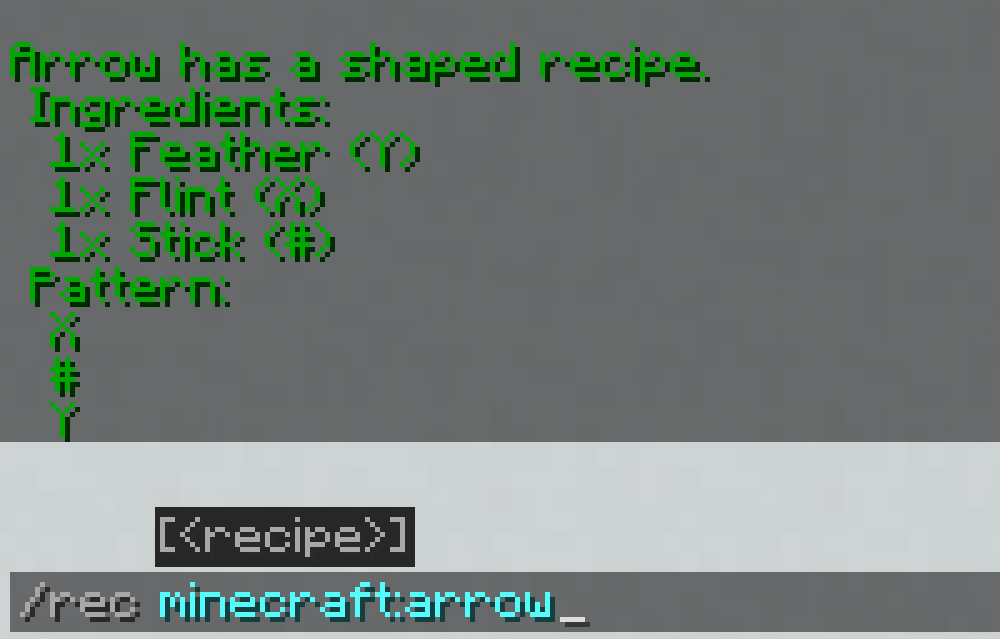 Arrow has a shaped recipe.
Ingredients:
1x Feather (Y)
1x Flint (X)
1x Stick (#)
Pattern:
X
#
Y
[<recipe>]
/rec minecraft:arrow_